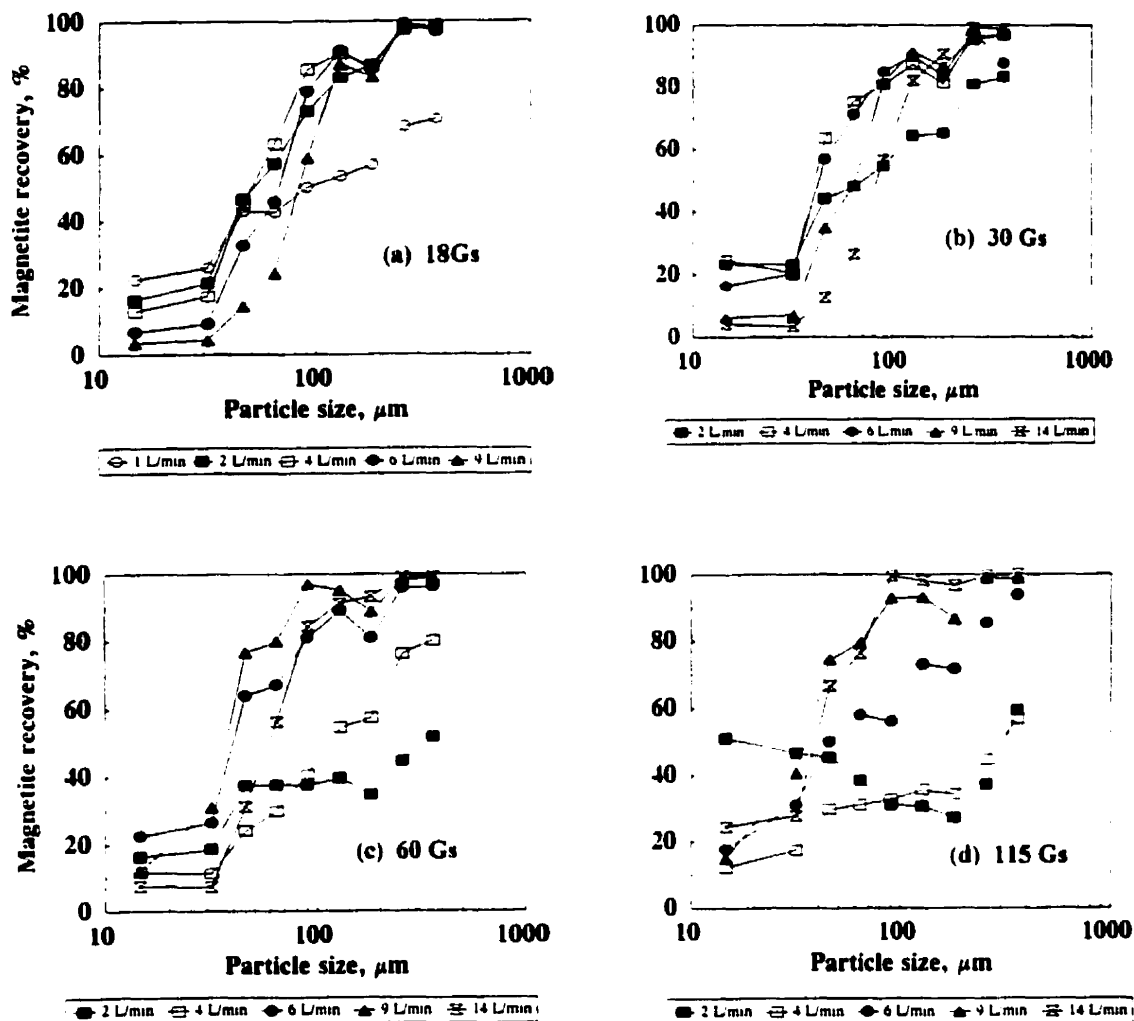 Magnetite recovery, %
100
80
60
40
20
0
(a) 18Gs
10 100 1000
Particle size, μm
1 L/min 2 L/min 4 L/min 6 L/min 9 L/min
100
80
60
40
20
0
(b) 30 Gs
10 100 1000
Particle size, μm
2 L/min 4 L/min 6 L/min 9 L/min 14 L/min
Magnetite recovery, %
100
80
60
40
20
0
(c) 60 Gs
10 100 1000
Particle size, μm
2 L/min 4 L/min 6 L/min 9 L/min 14 L/min
100
80
60
40
20
0
(d) 115 Gs
10 100 1000
Particle size, μm
2 L/min 4 L/min 6 L/min 9 L/min 14 L/min